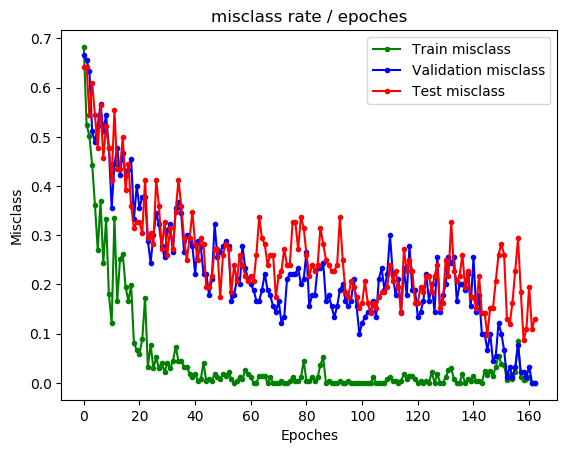 misclass rate / epoches
Train misclass
Validation misclass
Test misclass
Misclass
0.7
0.6
0.5
0.4
0.3
0.2
0.1
0.0
0 20 40 60 80 100 120 140 160
Epoches